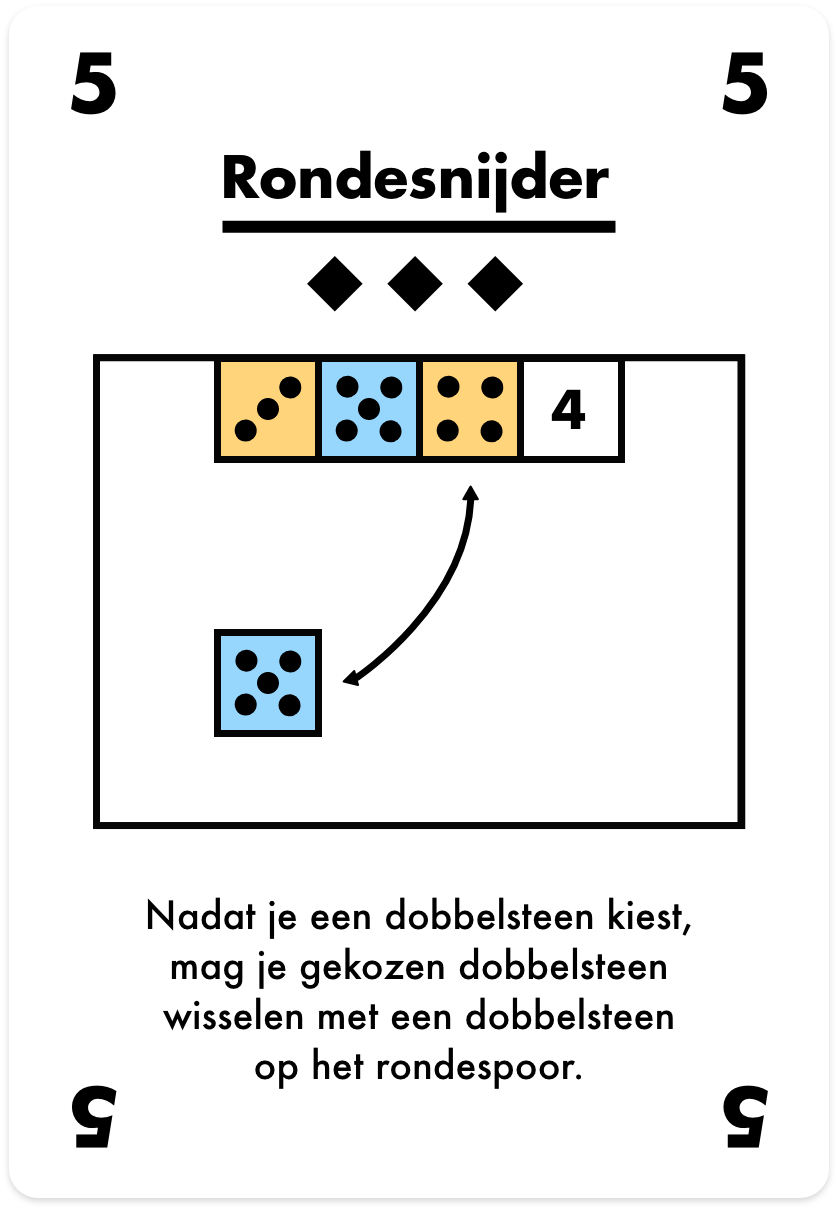 5 5
Rondesnijder
4
Nadat je een dobbelsteen kiest,
mag je gekozen dobbelsteen
wisselen met een dobbelsteen
op het rondespoor.
5 5